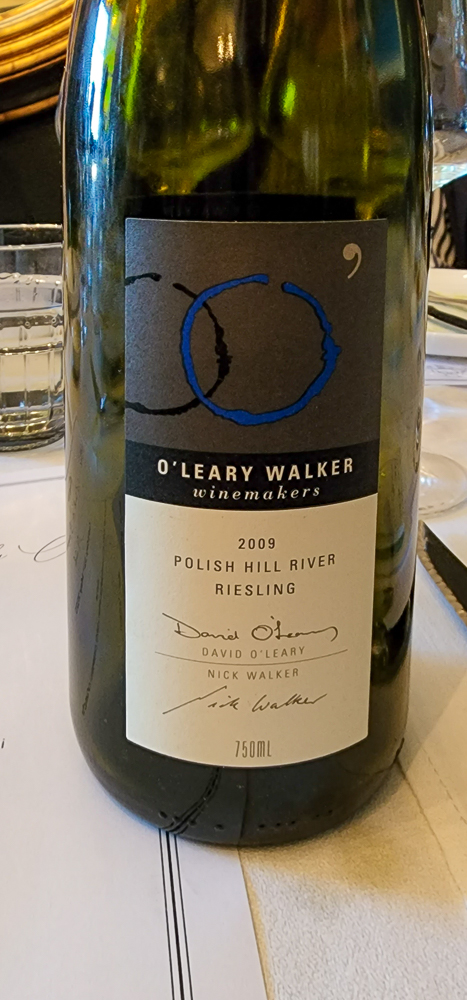 O'LEARY WALKER
winemakers
2009
POLISH HILL RIVER
RIESLING
David O'Leary
DAVID O'LEARY
NICK WALKER
Nick Walker
750ML